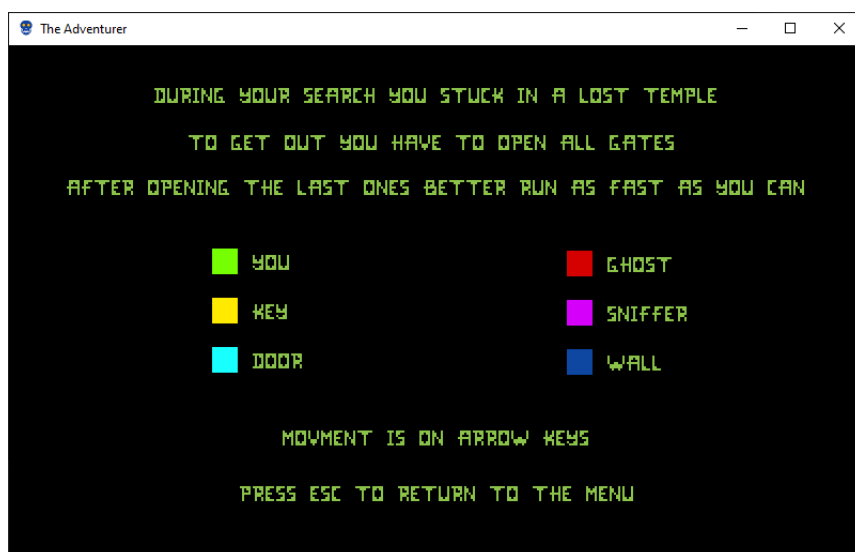 The Adventurer
DURING YOUR SEARCH YOU STUCK IN A LOST TEMPLE
TO GET OUT YOU HAVE TO OPEN ALL GATES
AFTER OPENING THE LAST ONES BETTER RUN AS FAST AS YOU CAN
YOU
GHOST
KEY
SNIFFER
DOOR
WALL
MOVMENT IS ON ARROW KEYS
PRESS ESC TO RETURN TO THE MENU